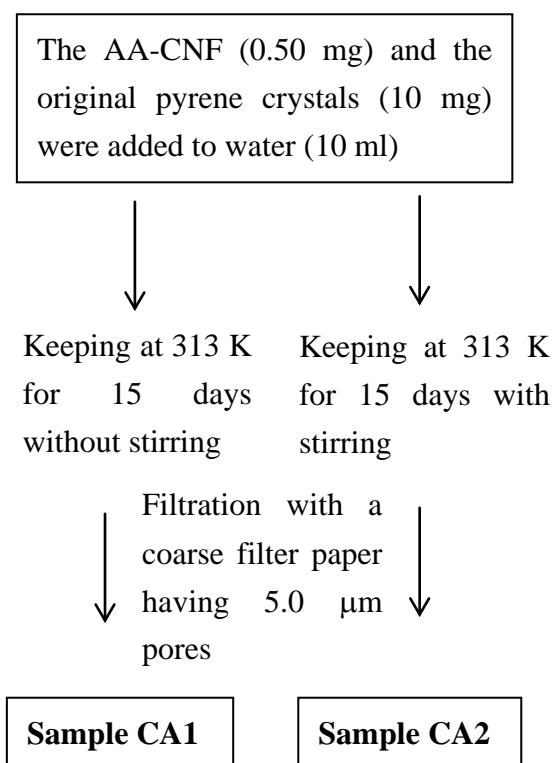 The AA-CNF (0.50 mg) and the
original pyrene crystals (10 mg)
were added to water (10 ml)
Keeping at 313 K
for 15 days
without stirring
Keeping at 313 K
for 15 days with
stirring
Filtration with a
coarse filter paper
having 5.0 μm
pores
Sample CA1
Sample CA2